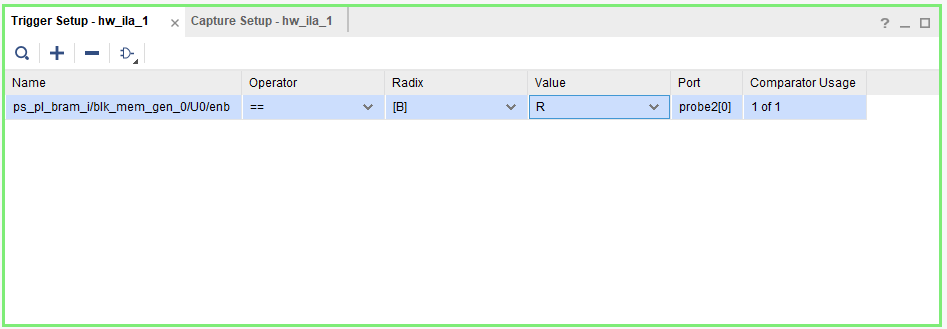 Trigger Setup - hw_ila_1 Capture Setup - hw_ila_1
Name Operator Radix Value Port Comparator Usage
ps_pl_bram_i/blk_mem_gen_0/U0/enb == [B] R probe2[0] 1 of 1